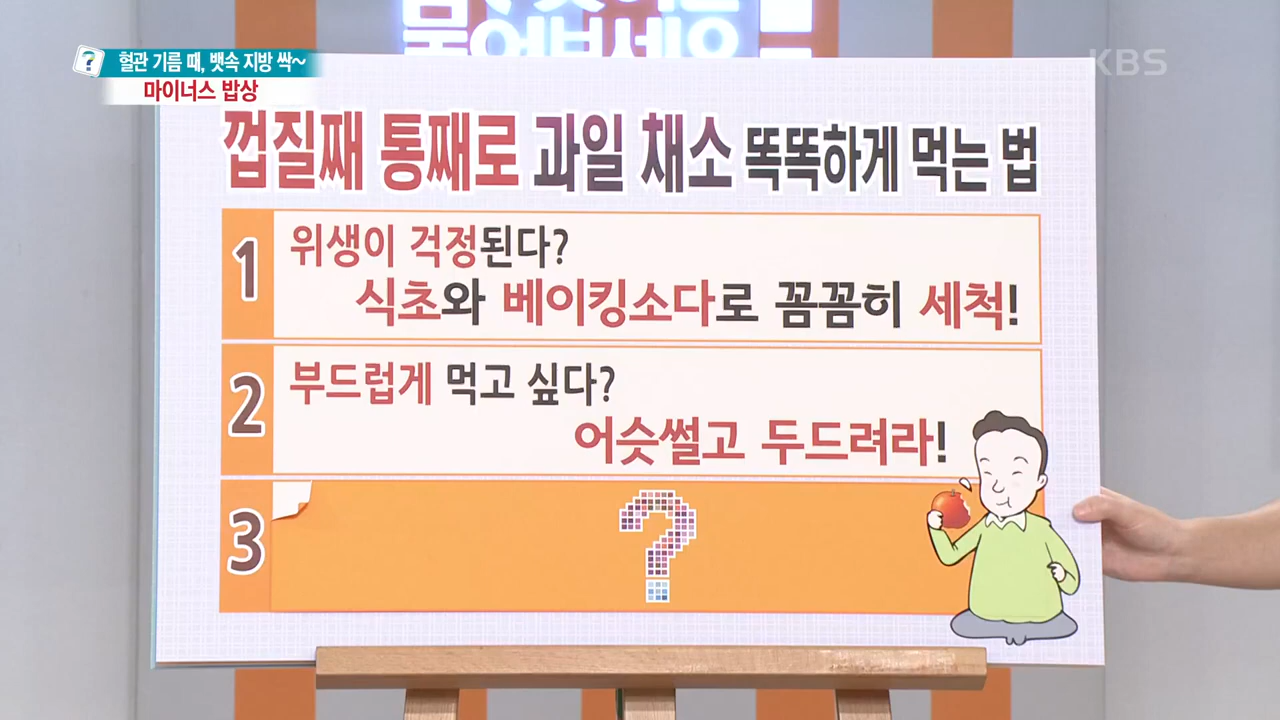 혈관 기름 때, 뱃속 지방 싹~
마이너스 밥상
KBS
껍질째 통째로 과일 채소 똑똑하게 먹는 법
1
위생이 걱정된다?
식초와 베이킹소다로 꼼꼼히 세척!
2
부드럽게 먹고 싶다?
어슷썰고 두드려라!
3
?